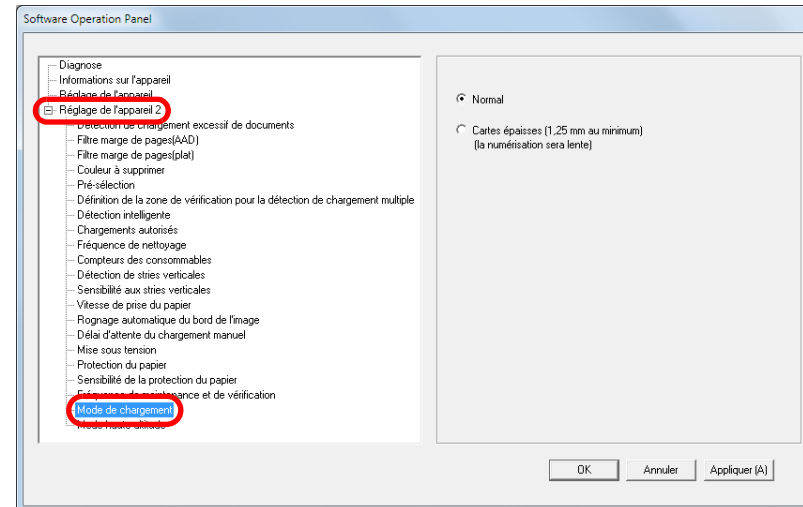 Software Operation Panel
Diagnose
Informations sur l'appareil
Réglage de l'appareil
Réglage de l'appareil 2
Détection de chargement excessif de documents
Filtre marge de pages(AAD)
Filtre marge de pages(plat)
Couleur à supprimer
Pré-sélection
Définition de la zone de vérification pour la détection de chargement multiple
Détection intelligente
Chargements autorisés
Fréquence de nettoyage
Compteurs des consommables
Détection de stries verticales
Sensibilité aux stries verticales
Vitesse de prise du papier
Rognage automatique du bord de l'image
Délai d'attente du chargement manuel
Mise sous tension
Protection du papier
Sensibilité de la protection du papier
Fréquence de maintenance et de vérification
Mode de chargement
Mode haute altitude
Normal
Cartes épaisses (1,25 mm au minimum)
(la numérisation sera lente)
OK
Annuler
Appliquer (A)